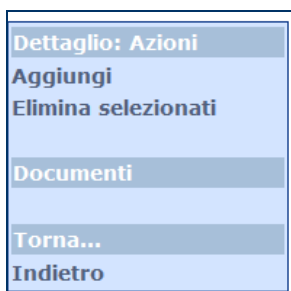 Dettaglio: Azioni
Aggiungi
Elimina selezionati
Documenti
Torna...
Indietro